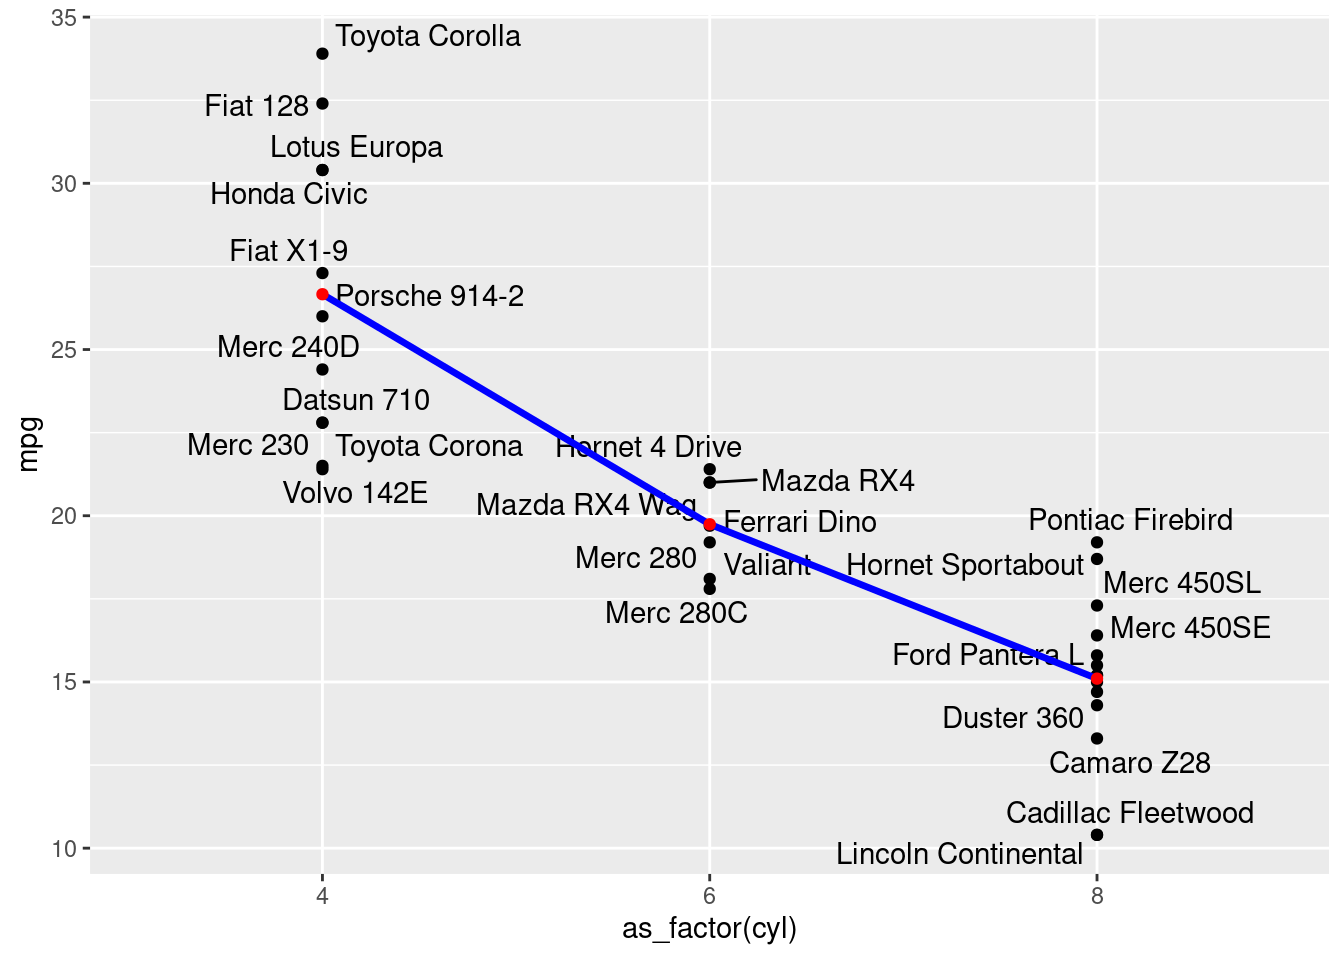 35
Toyota Corolla
Fiat 128
Lotus Europa
30
Honda Civic
Fiat X1-9
Porsche 914-2
25
Merc 240D
Datsun 710
Merc 230
Toyota Corona
Hornet 4 Drive
mpg
Volvo 142E
Mazda RX4
Mazda RX4 Wag
20
Ferrari Dino
Pontiac Firebird
Merc 280
Valiant
Hornet Sportabout
Merc 450SL
Merc 280C
Merc 450SE
Ford Pantera L
15
Duster 360
Camaro Z28
Cadillac Fleetwood
10
Lincoln Continental
4
6
8
as_factor(cyl)